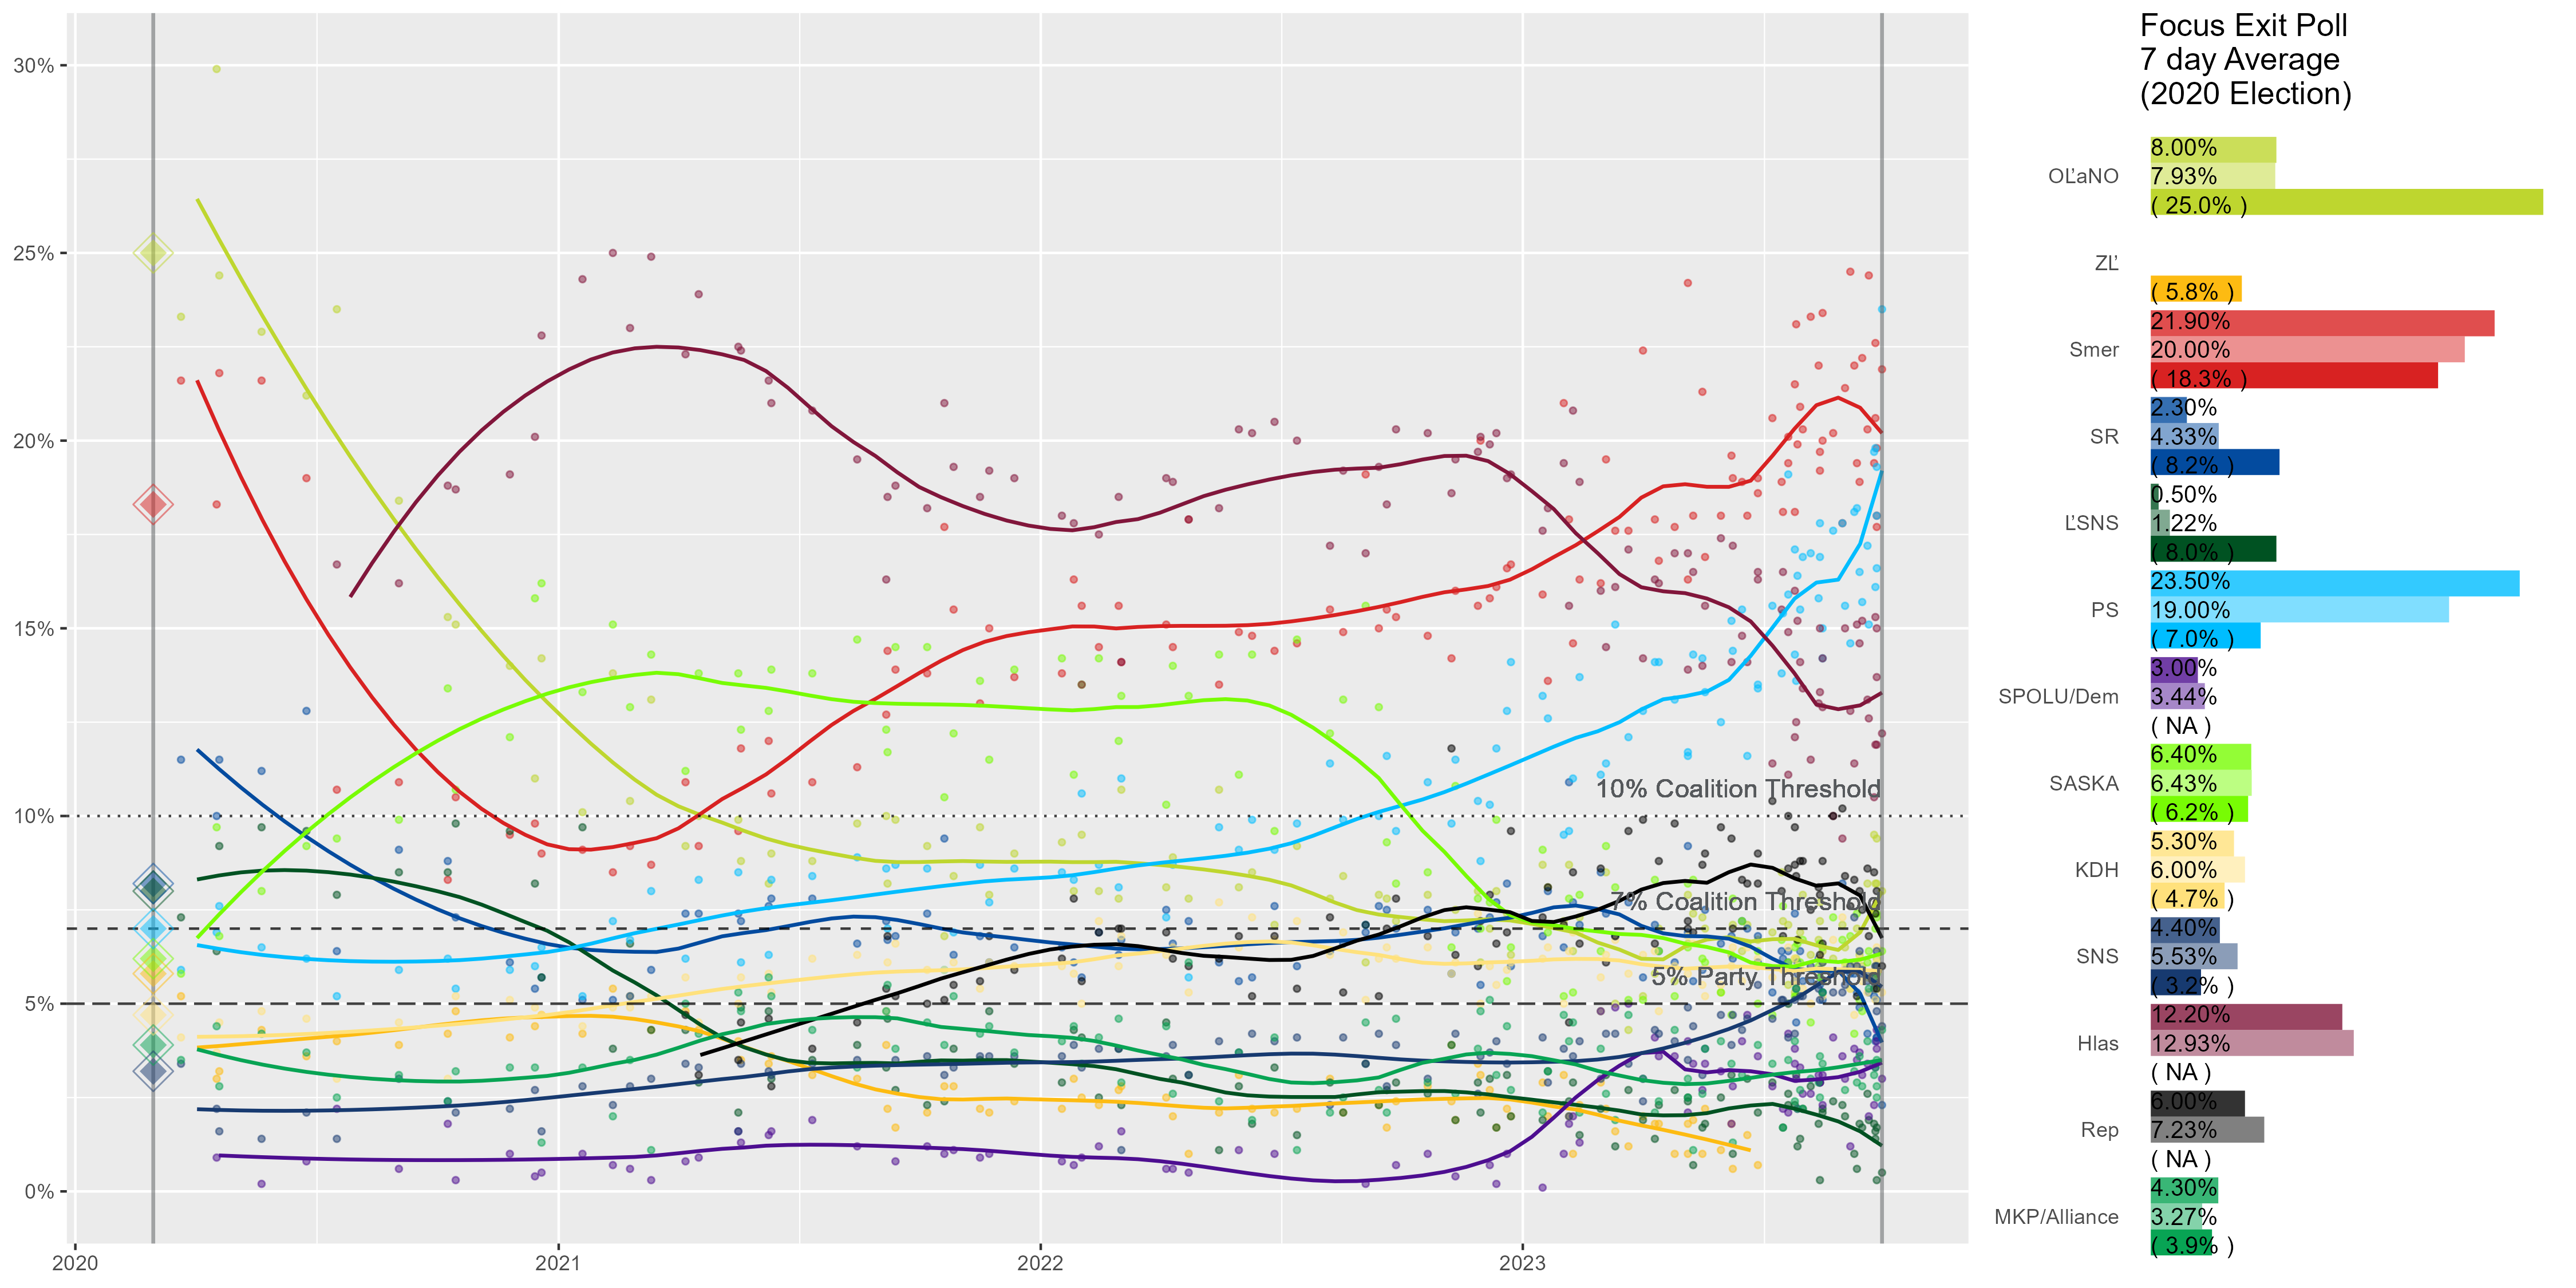 30%
25%
20%
15%
10%
5%
0%
2020
2021
2022
2023
10% Coalition Threshold
7% Coalition Threshold
5% Party Threshold
Focus Exit Poll
7 day Average
(2020 Election)
OĽaNO
8.00%
7.93%
( 25.0% )
ZĽ
( 5.8% )
Smer
21.90%
20.00%
( 18.3% )
SR
2.30%
4.33%
( 8.2% )
ĽSNS
0.50%
1.22%
( 8.0% )
PS
23.50%
19.00%
( 7.0% )
SPOLU/Dem
3.00%
3.44%
( NA )
SASKA
6.40%
6.43%
( 6.2% )
KDH
5.30%
6.00%
( 4.7% )
SNS
4.40%
5.53%
( 3.2% )
Hlas
12.20%
12.93%
( NA )
Rep
6.00%
7.23%
( NA )
MKP/Alliance
4.30%
3.27%
( 3.9% )